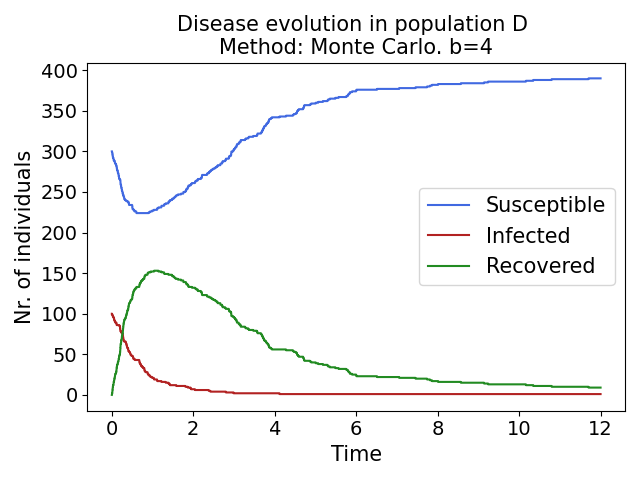 Disease evolution in population D
Method: Monte Carlo. b=4
Nr. of individuals
400
350
300
250
200
150
100
50
0
Susceptible
Infected
Recovered
0 2 4 6 8 10 12
Time